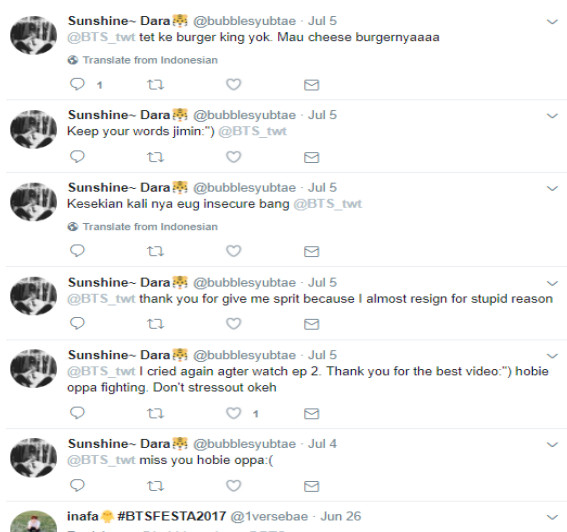 Sunshine~ Dara🐯 @bubblesyubtae · Jul 5
@BTS_twt tet ke burger king yok. Mau cheese burgernyaaaa
Translate from Indonesian
1
Sunshine~ Dara🐯 @bubblesyubtae · Jul 5
Keep your words jimin:") @BTS_twt
Sunshine~ Dara🐯 @bubblesyubtae · Jul 5
Kesekian kali nya eug insecure bang @BTS_twt
Translate from Indonesian
Sunshine~ Dara🐯 @bubblesyubtae · Jul 5
@BTS_twt thank you for give me sprit because I almost resign for stupid reason
Sunshine~ Dara🐯 @bubblesyubtae · Jul 5
@BTS_twt I cried again agter watch ep 2. Thank you for the best video:") hobie
oppa fighting. Don't stressout okeh
1
Sunshine~ Dara🐯 @bubblesyubtae · Jul 4
@BTS_twt miss you hobie oppa:(
inafa🐥 #BTSFESTA2017 @1versebae · Jun 26